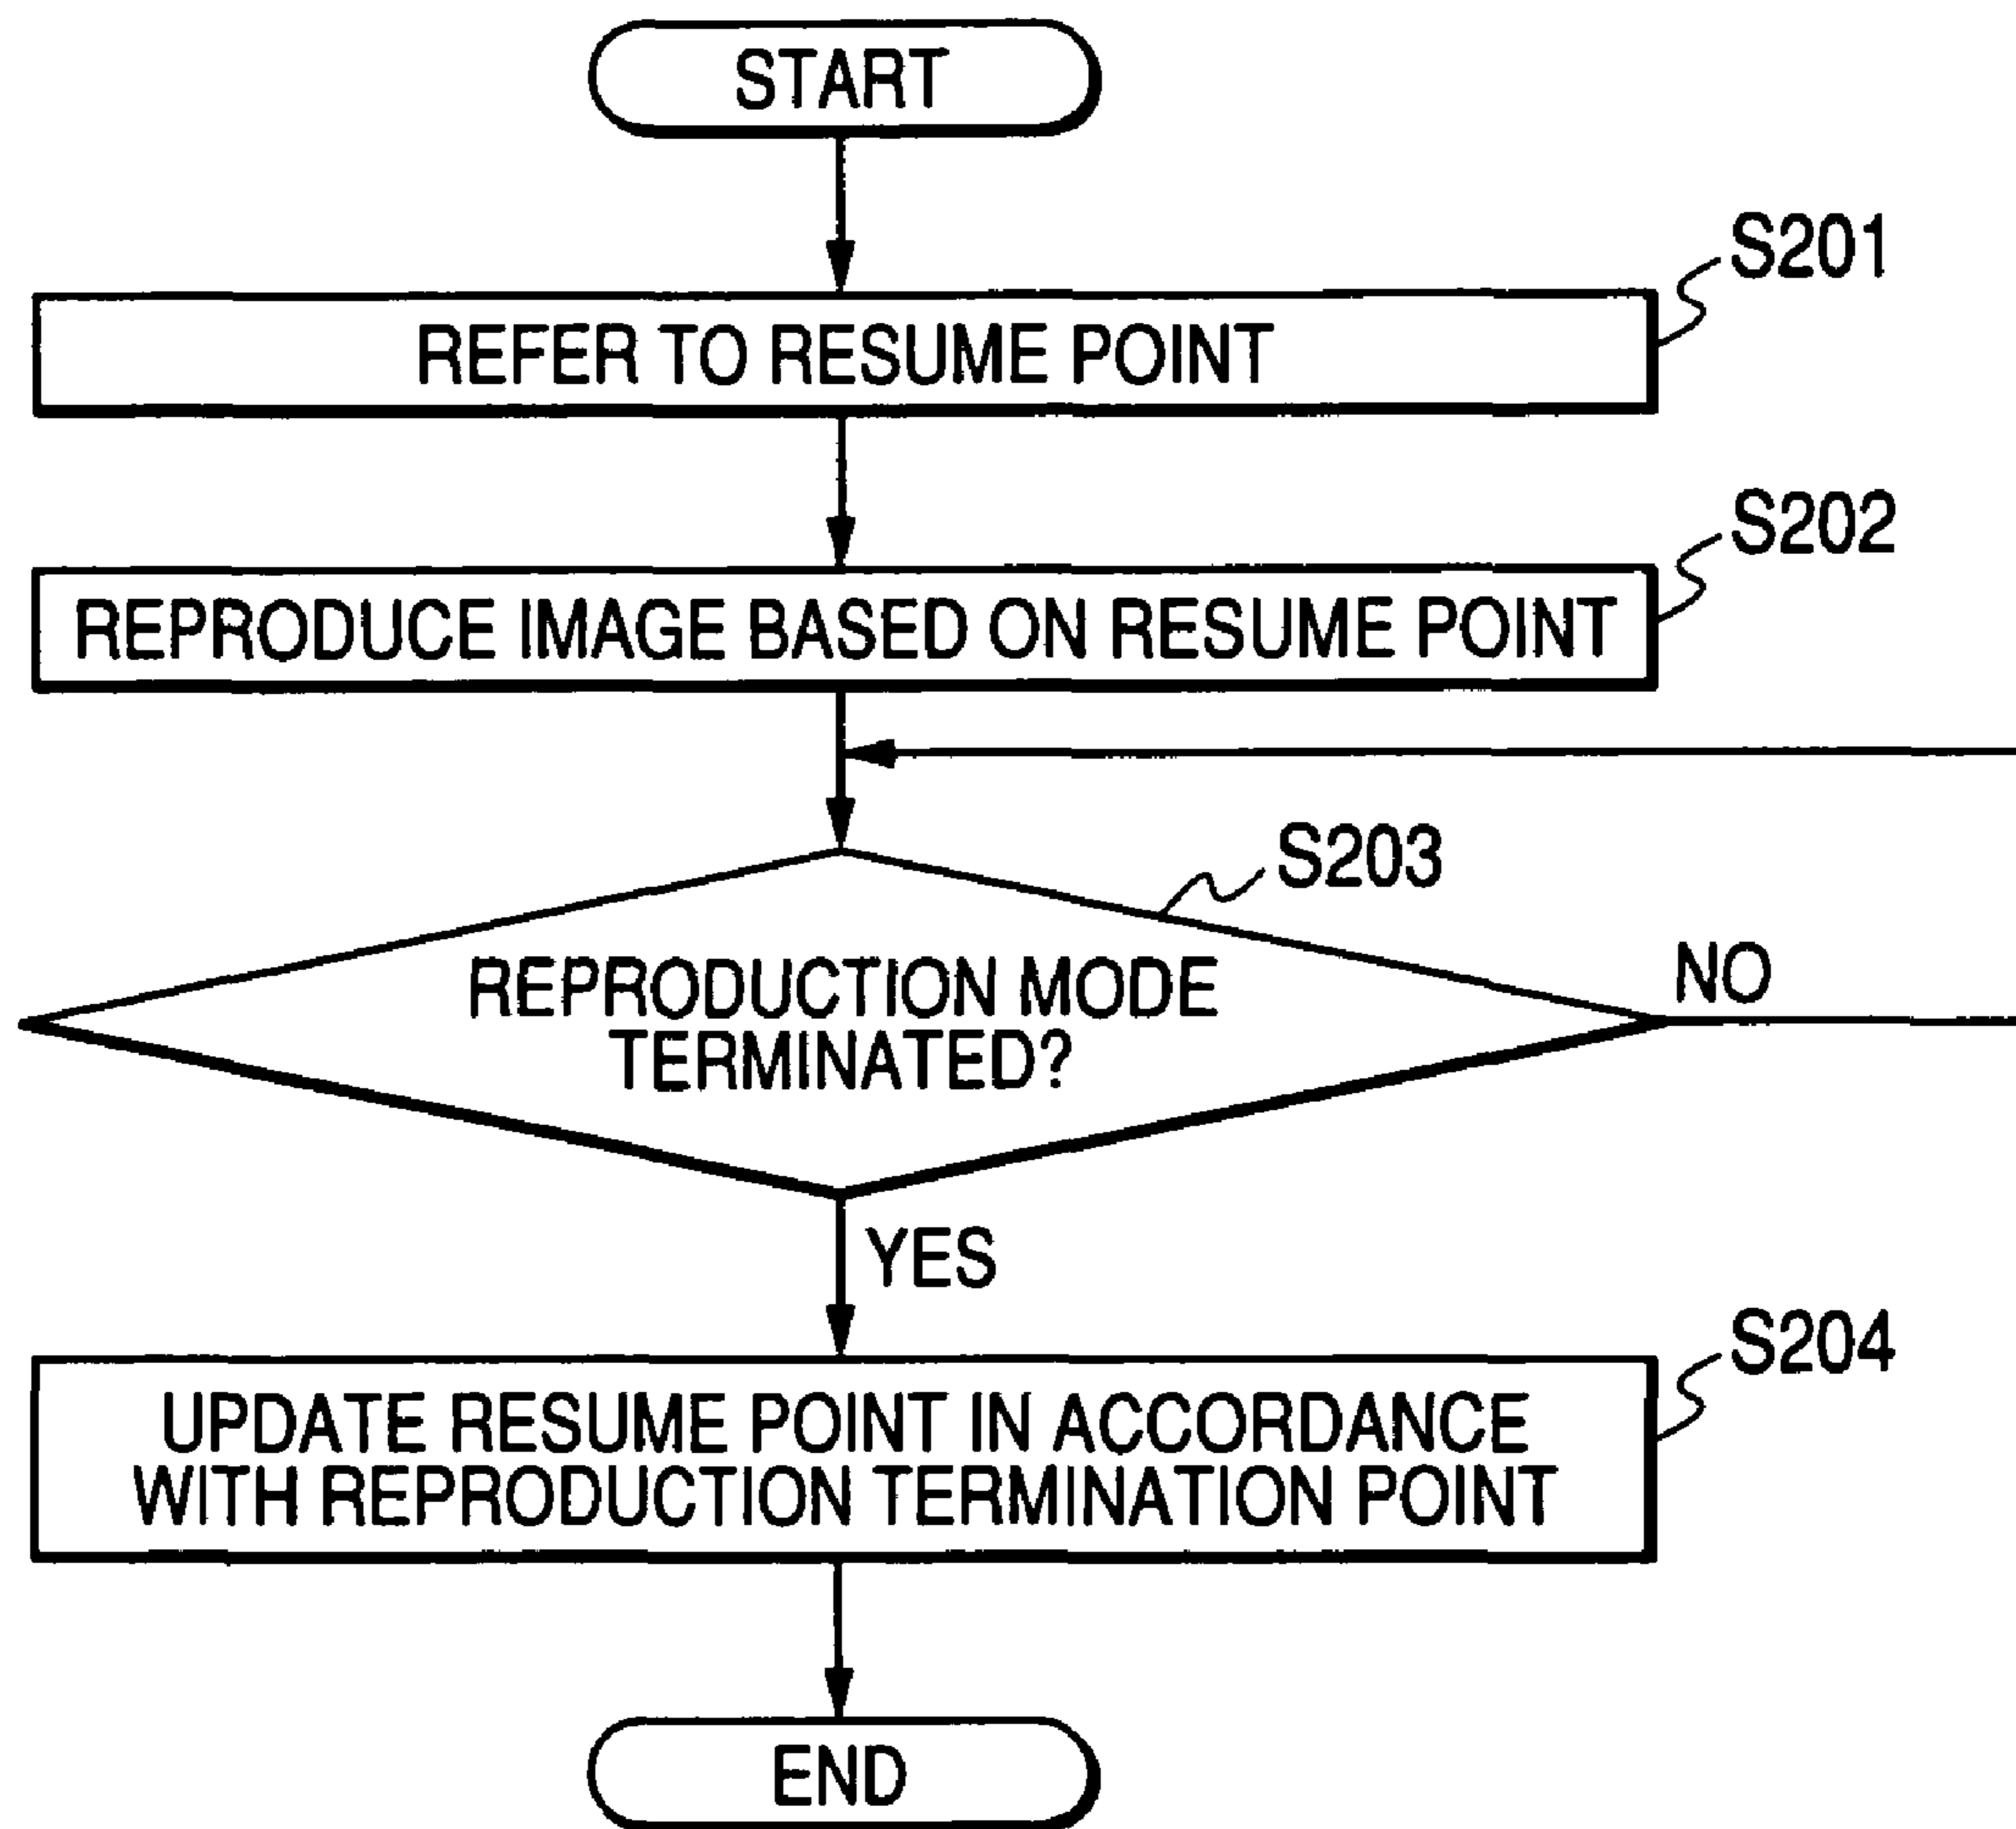 START
S201
REFER TO RESUME POINT
S202
REPRODUCE IMAGE BASED ON RESUME POINT
S203
REPRODUCTION MODE
TERMINATED?
NO
YES
S204
UPDATE RESUME POINT IN ACCORDANCE
WITH REPRODUCTION TERMINATION POINT
END